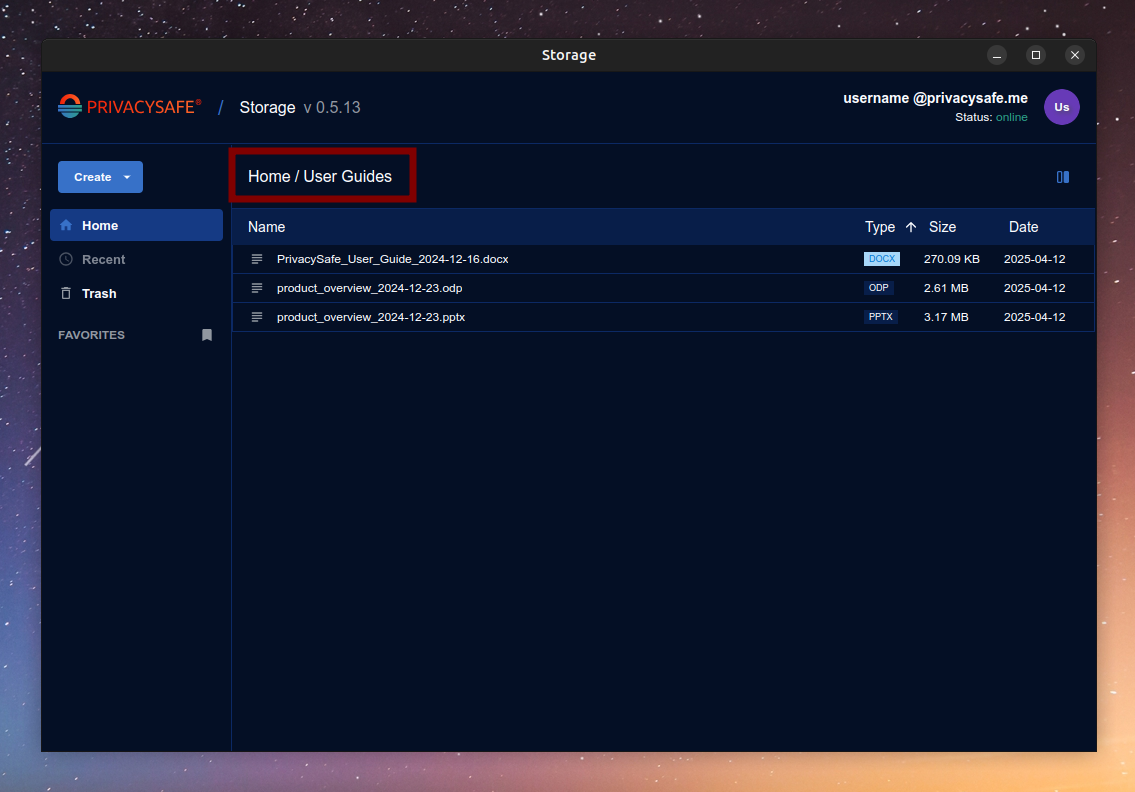 Storage
PRIVACYSAFE® / Storage v 0.5.13
username @privacysafe.me
Status: online
Us
Create
Home / User Guides
Home
Recent
Trash
FAVORITES
Name Type Size Date
PrivacySafe_User_Guide_2024-12-16.docx DOCX 270.09 KB 2025-04-12
product_overview_2024-12-23.odp ODP 2.61 MB 2025-04-12
product_overview_2024-12-23.pptx PPTX 3.17 MB 2025-04-12